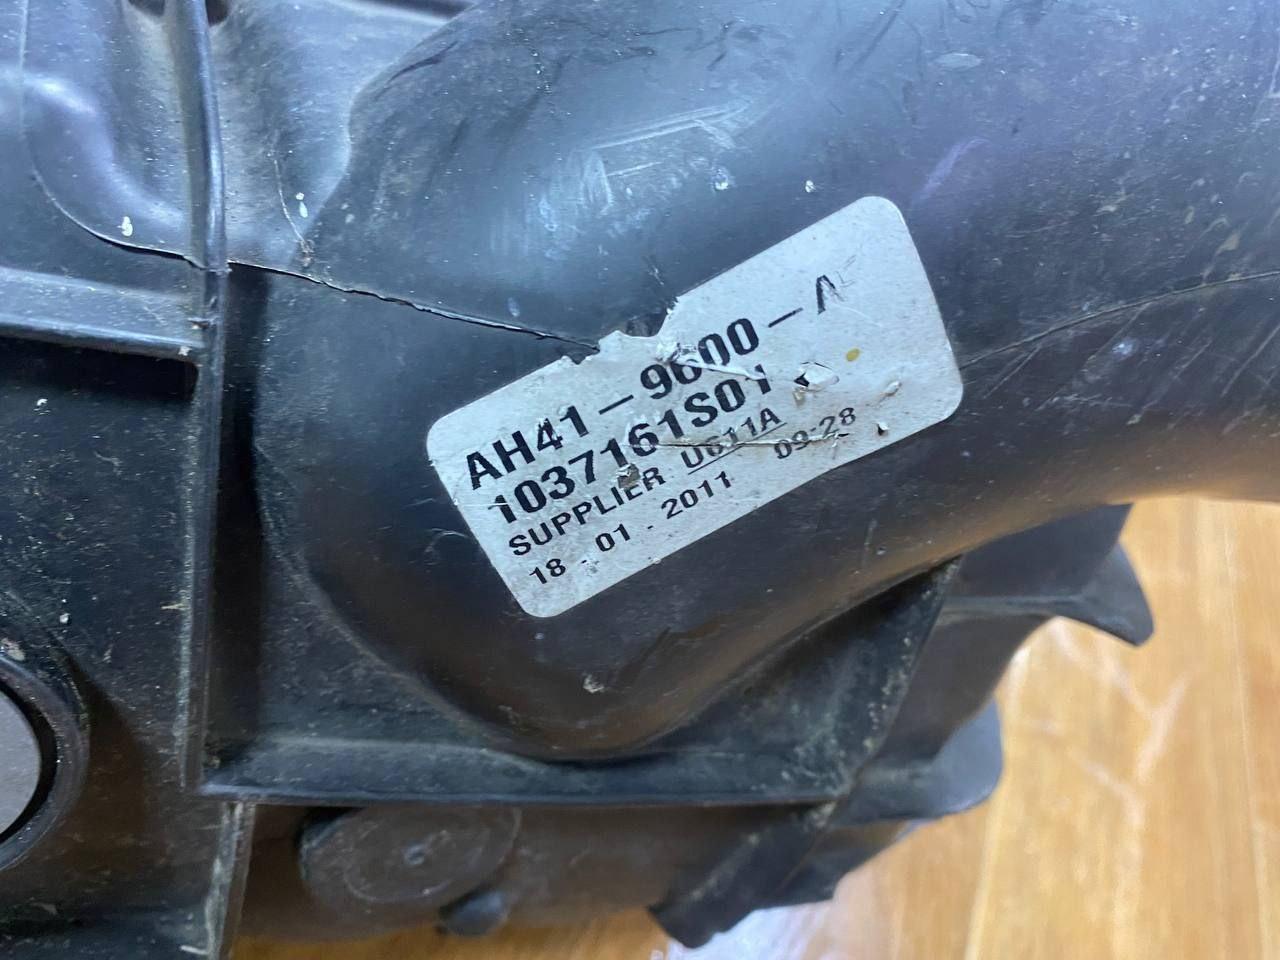 AH41-9600-A
1037161S01
SUPPLIER U611A
18-01-2011 09:28